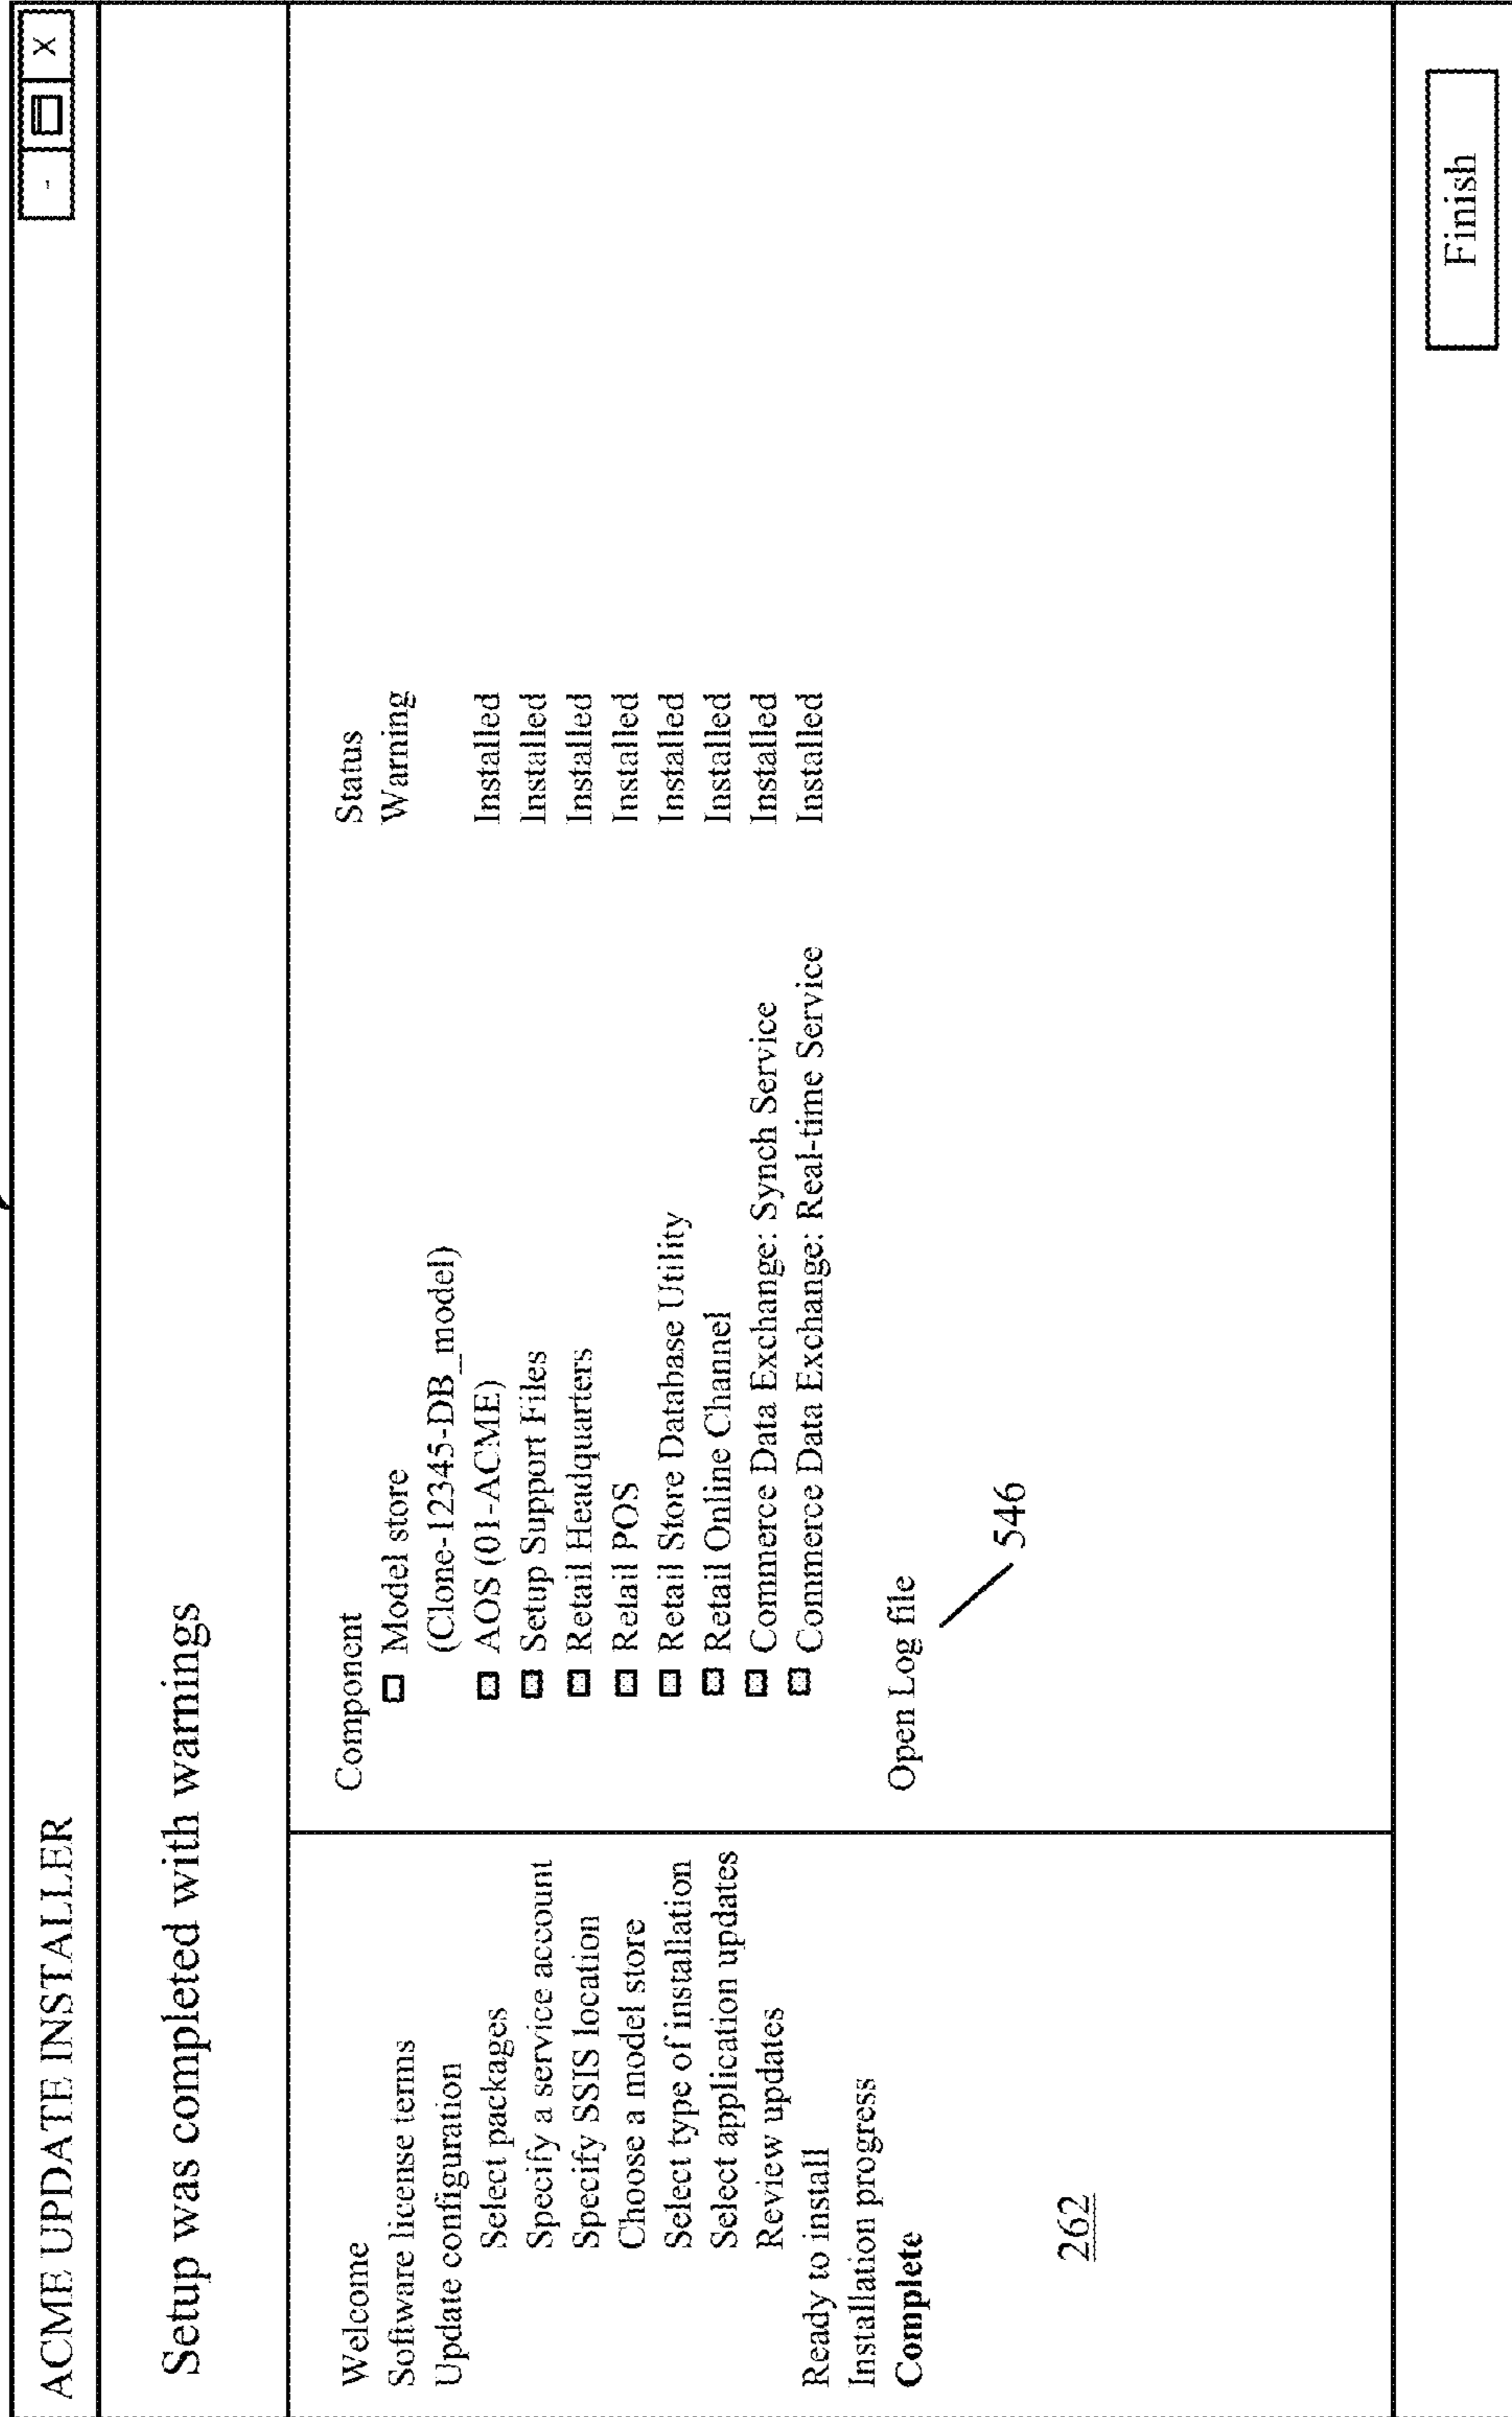 ACME UPDATE INSTALLER
- X
Setup was completed with warnings
Welcome
Software license terms
Update configuration
Select packages
Specify a service account
Specify SSIS location
Choose a model store
Select type of installation
Select application updates
Review updates
Ready to install
Installation progress
Complete
262
Component Status
Model store Warning
(Clone-12345-DB_model)
AOS (01-ACME) Installed
Setup Support Files Installed
Retail Headquarters Installed
Retail POS Installed
Retail Store Database Utility Installed
Retail Online Channel Installed
Commerce Data Exchange: Synch Service Installed
Commerce Data Exchange: Real-time Service Installed
Open Log file
546
Finish